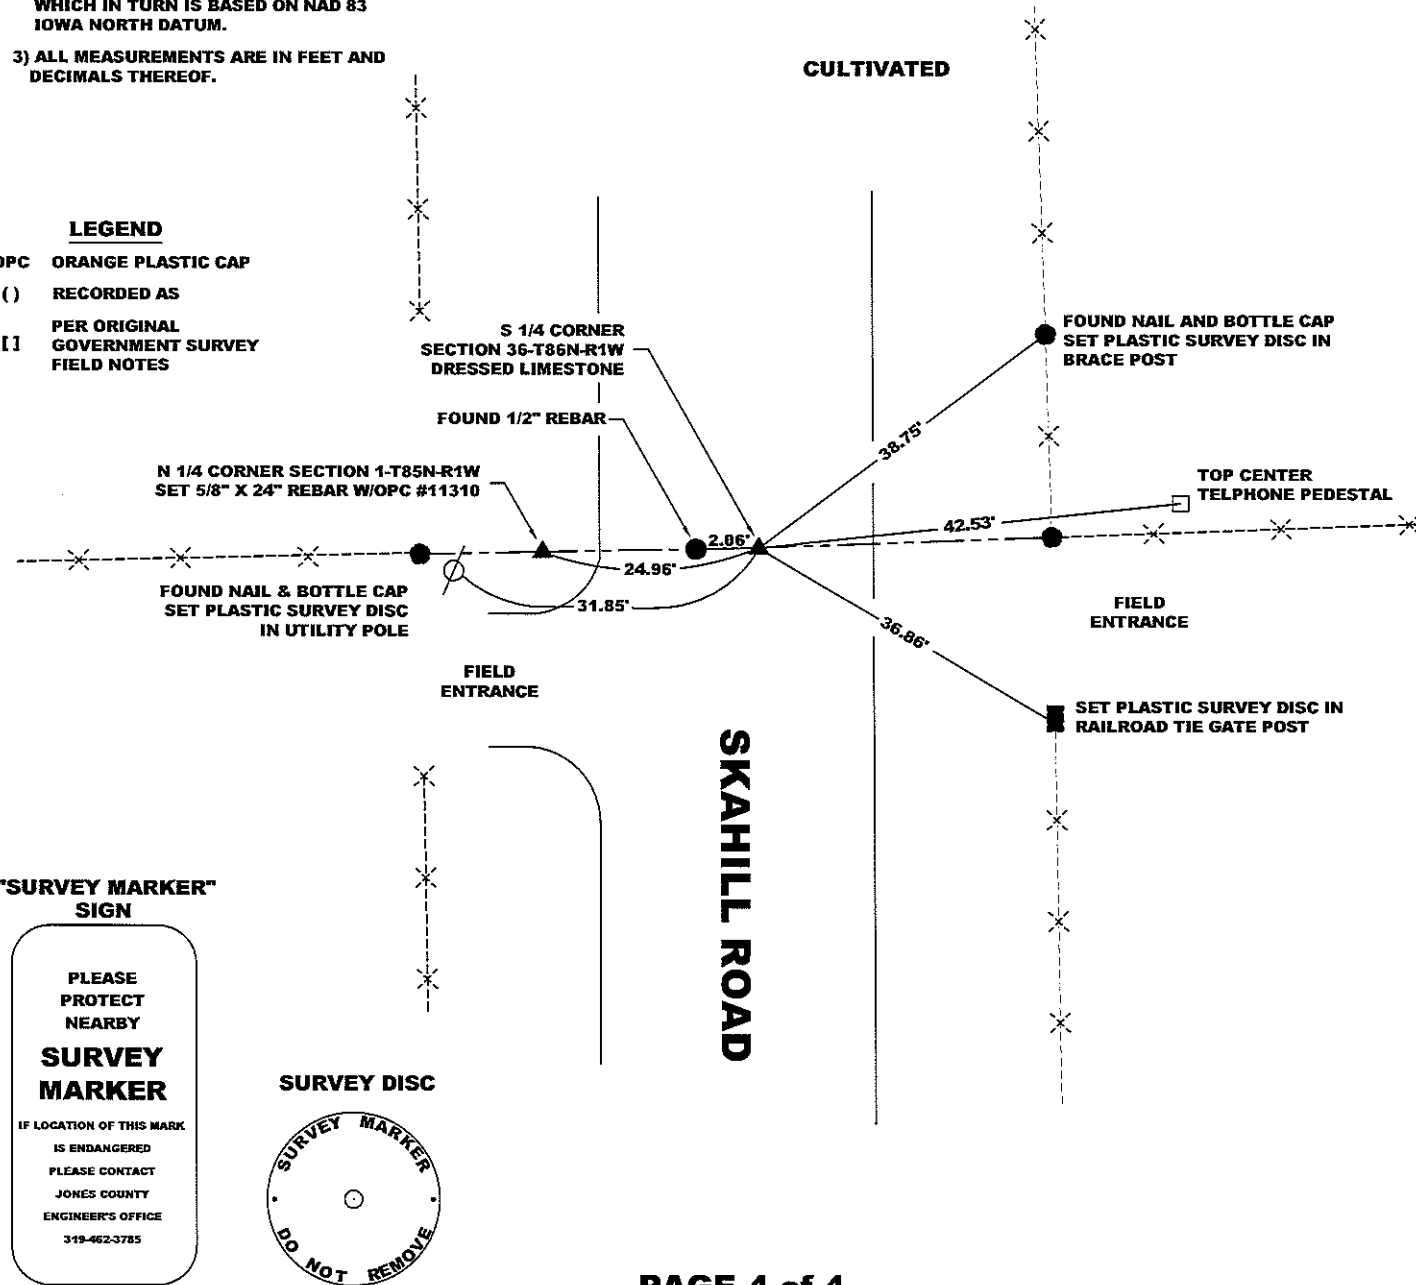 WHICH IN TURN IS BASED ON NAD 83
IOWA NORTH DATUM.
3) ALL MEASUREMENTS ARE IN FEET AND
DECIMALS THEREOF.
CULTIVATED
LEGEND
OPC ORANGE PLASTIC CAP
( ) RECORDED AS
[ ] PER ORIGINAL
GOVERNMENT SURVEY
FIELD NOTES
S 1/4 CORNER
SECTION 36-T86N-R1W
DRESSED LIMESTONE
FOUND 1/2" REBAR
N 1/4 CORNER SECTION 1-T85N-R1W
SET 5/8" X 24" REBAR W/OPC #11310
FOUND NAIL AND BOTTLE CAP
SET PLASTIC SURVEY DISC IN
BRACE POST
38.75'
TOP CENTER
TELPHONE PEDESTAL
42.53'
2.06'
24.96'
31.85'
36.86'
FOUND NAIL & BOTTLE CAP
SET PLASTIC SURVEY DISC
IN UTILITY POLE
FIELD
ENTRANCE
FIELD
ENTRANCE
SET PLASTIC SURVEY DISC IN
RAILROAD TIE GATE POST
SKAHILL ROAD
"SURVEY MARKER"
SIGN
PLEASE
PROTECT
NEARBY
SURVEY
MARKER
IF LOCATION OF THIS MARK
IS ENDANGERED
PLEASE CONTACT
JONES COUNTY
ENGINEER'S OFFICE
319-462-3785
SURVEY DISC
SURVEY MARKER
DO NOT REMOVE
PAGE 4 of 4